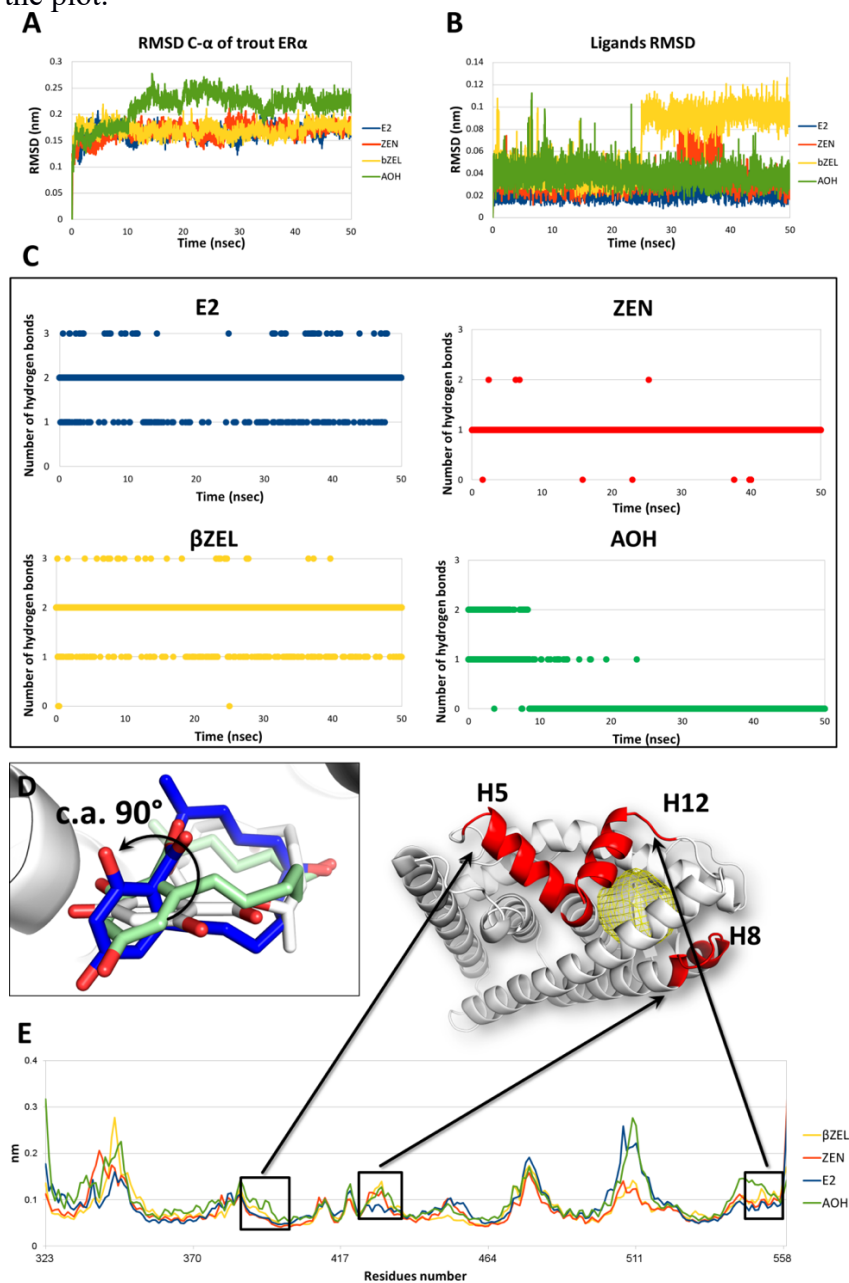 the plot.
A
RMSD C-α of trout ERα
RMSD (nm)
0.3
0.25
0.2
0.15
0.1
0.05
0
0 10 20 30 40 50
Time (nsec)
E2
ZEN
bZEL
AOH
B
Ligands RMSD
RMSD (nm)
0.14
0.12
0.1
0.08
0.06
0.04
0.02
0
0 10 20 30 40 50
Time (nsec)
E2
ZEN
bZEL
AOH
C
E2
Number of hydrogen bonds
3
2
1
0
0 10 20 30 40 50
Time (nsec)
ZEN
Number of hydrogen bonds
3
2
1
0
0 10 20 30 40 50
Time (nsec)
βZEL
Number of hydrogen bonds
3
2
1
0
0 10 20 30 40 50
Time (nsec)
AOH
Number of hydrogen bonds
3
2
1
0
0 10 20 30 40 50
Time (nsec)
D
c.a. 90°
H5
H12
H8
E
nm
0.4
0.3
0.2
0.1
0
323 370 417 464 511 558
Residues number
βZEL
ZEN
E2
AOH